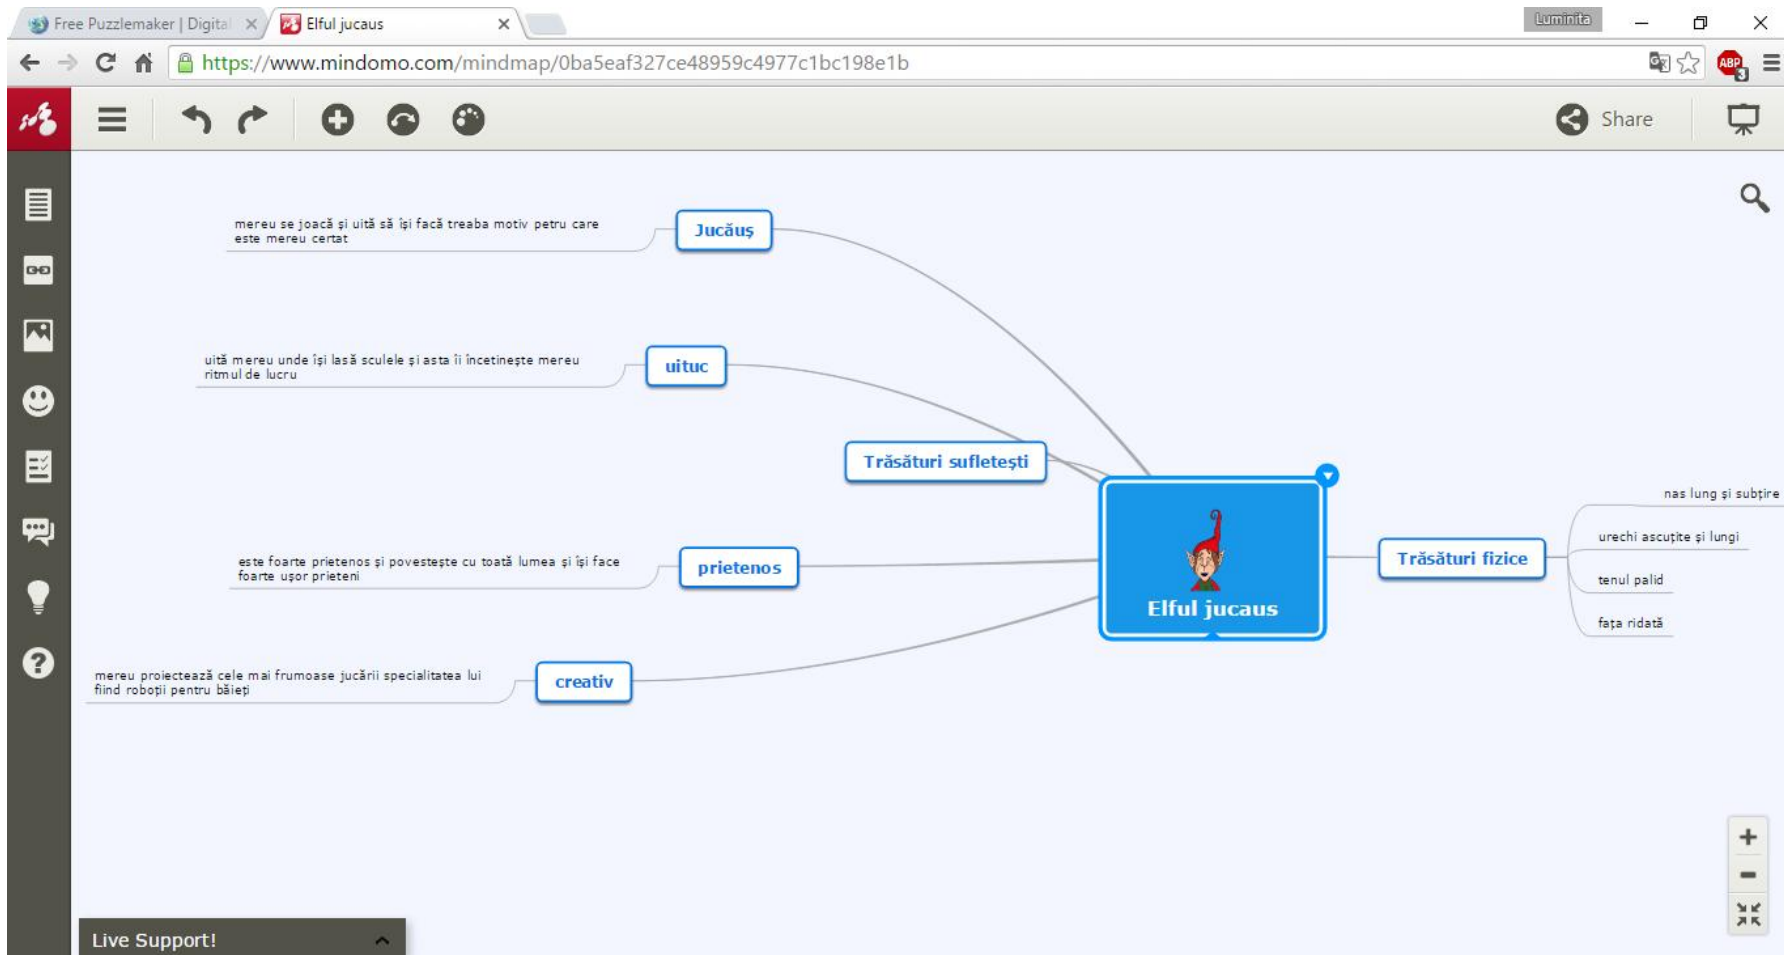 Free Puzzlemaker | Digital
Elful jucaus
Luminita
https://www.mindomo.com/mindmap/0ba5eaf327ce48959c4977c1bc198e1b
ABP
3
Share
mereu se joacă și uită să își facă treaba motiv petru care
este mereu certat
Jucăuș
uită mereu unde își lasă sculele și asta îi încetinește mereu
ritmul de lucru
uituc
Trăsături sufletești
este foarte prietenos și povestește cu toată lumea și își face
foarte ușor prieteni
prietenos
mereu proiectează cele mai frumoase jucării specialitatea lui
fiind roboții pentru băieți
creativ
Elful jucaus
Trăsături fizice
nas lung și subțire
urechi ascuțite și lungi
tenul palid
fața ridată
Live Support!